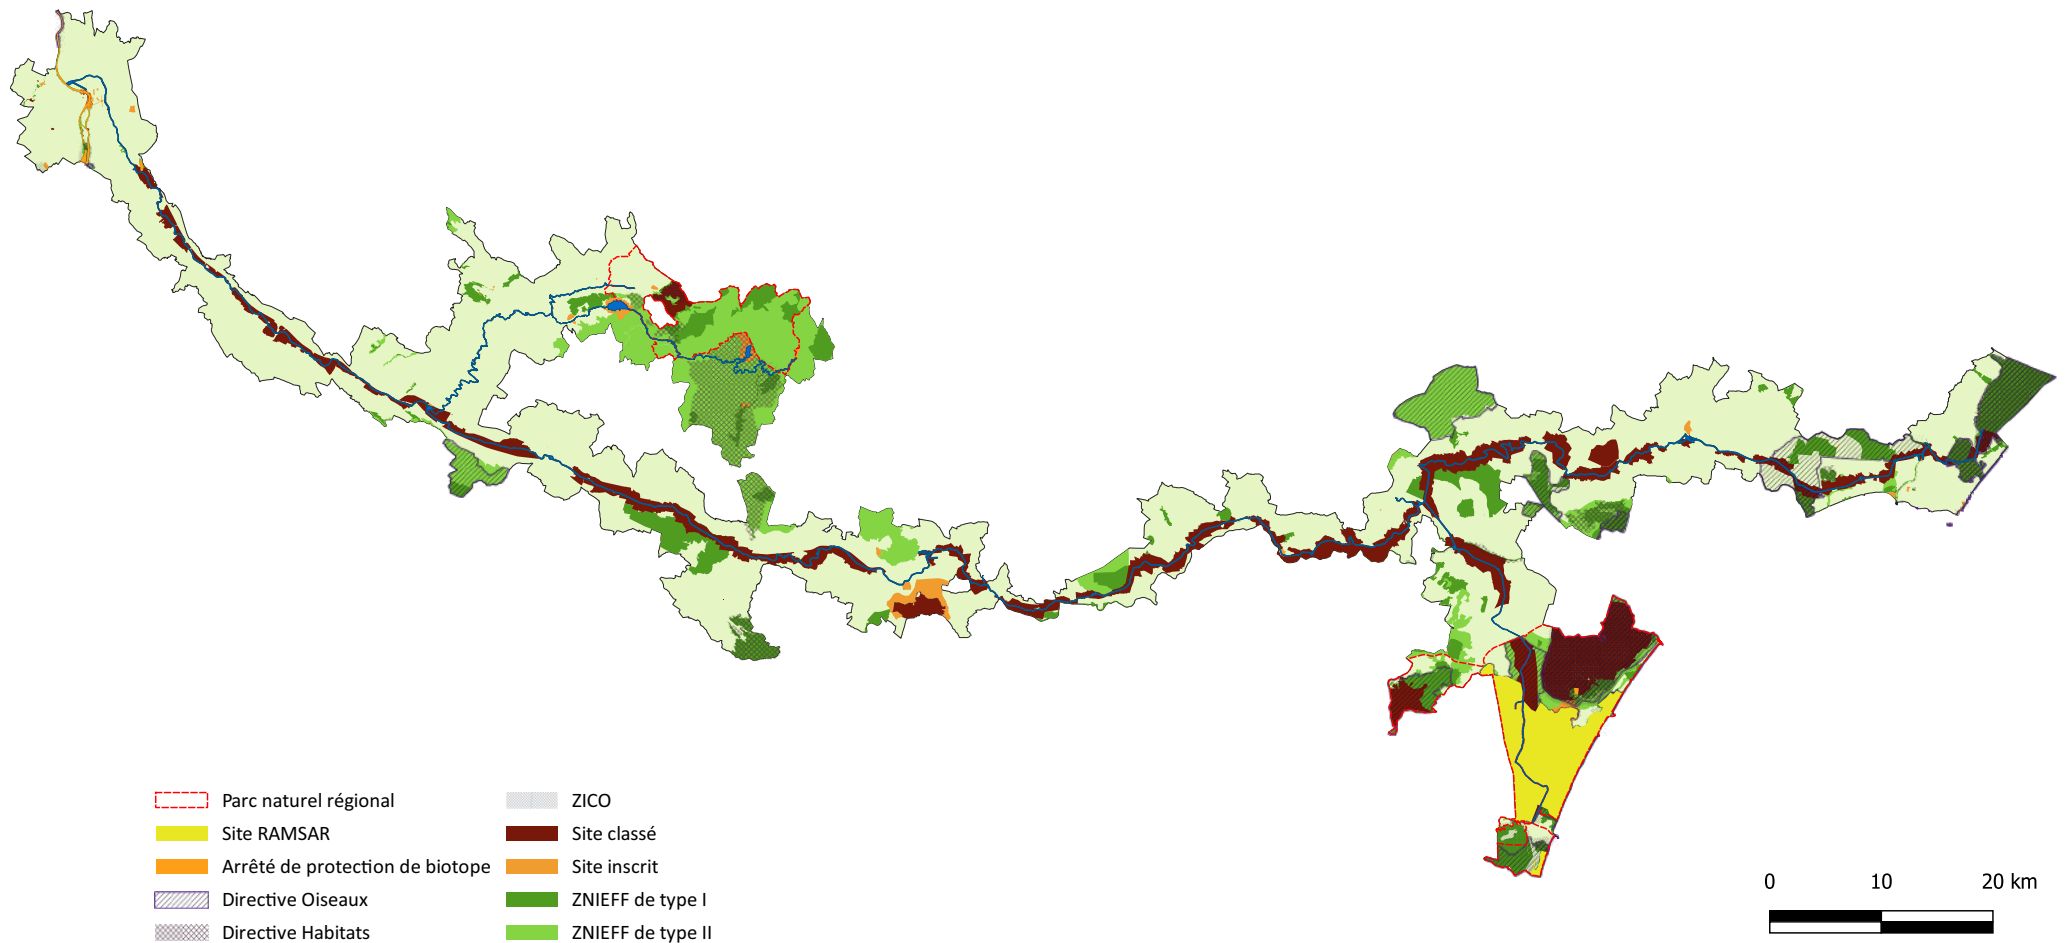 Parc naturel régional
Site RAMSAR
Arrêté de protection de biotope
Directive Oiseaux
Directive Habitats
ZICO
Site classé
Site inscrit
ZNIEFF de type I
ZNIEFF de type II
0 10 20 km